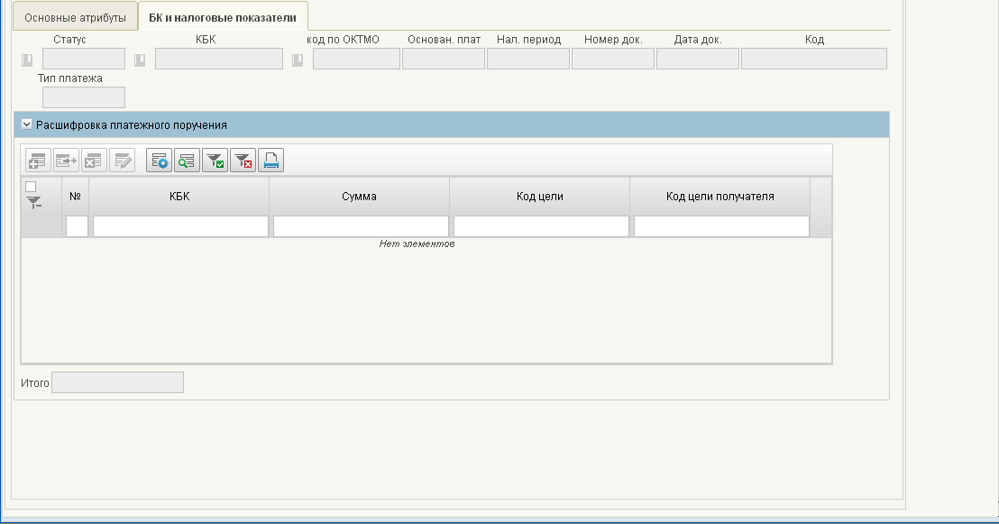 Основные атрибуты БК и налоговые показатели
Статус КБК код по ОКТМО Основан. плат Нал. период Номер док. Дата док. Код
Тип платежа
Расшифровка платежного поручения
№ КБК Сумма Код цели Код цели получателя
Нет элементов
Итого